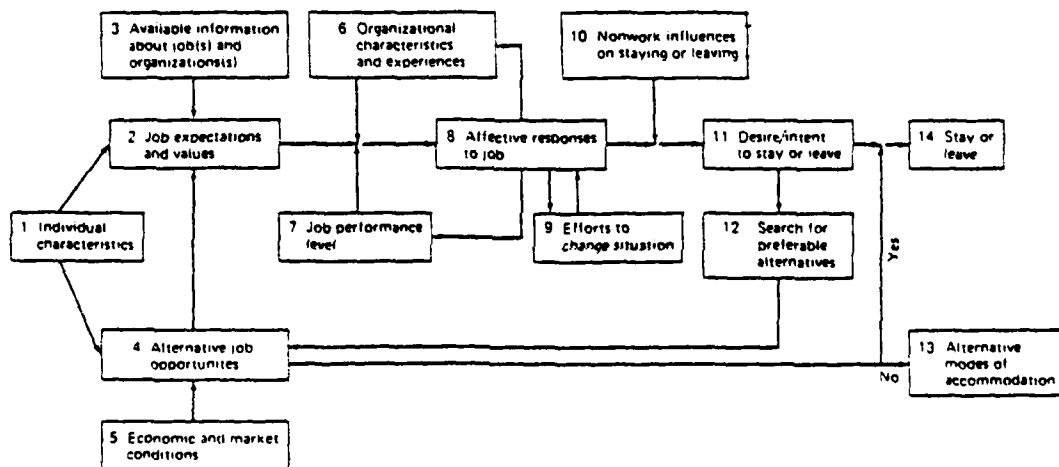 3 Available information
about job(s) and
organizations(s)
6 Organizational
characteristics
and experiences
10 Nonwork influences
on staying or leaving
2 Job expectations
and values
8 Affective responses
to job
11 Desire/intent
to stay or leave
14 Stay or
leave
1 Individual
characteristics
7 Job performance
level
9 Efforts to
change situation
12 Search for
preferable
alternatives
Yes
4 Alternative job
opportunites
No
13 Alternative
modes of
accommodation
5 Economic and market
conditions